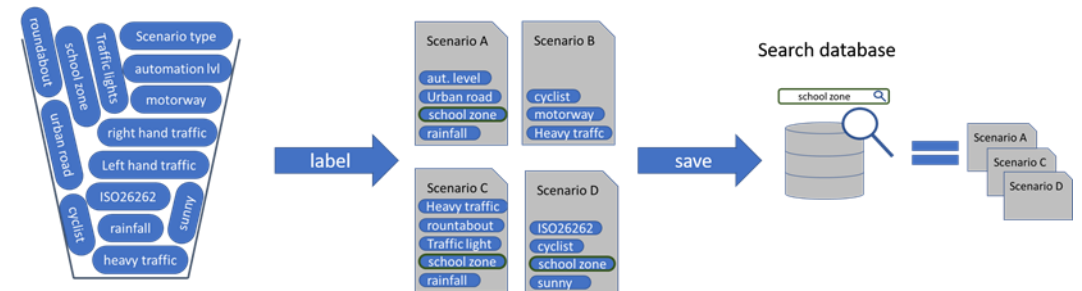 roundabout
school zone
Traffic lights
Scenario type
automation lvl
motorway
urban road
right hand traffic
Left hand traffic
ISO26262
sunny
cyclist
rainfall
heavy traffic
label
Scenario A
aut. level
Urban road
school zone
rainfall
Scenario B
cyclist
motorway
Heavy traffc
Scenario C
Heavy traffic
rountabout
Traffic light
school zone
rainfall
Scenario D
ISO26262
cyclist
school zone
sunny
save
Search database
school zone
Scenario A
Scenario C
Scenario D